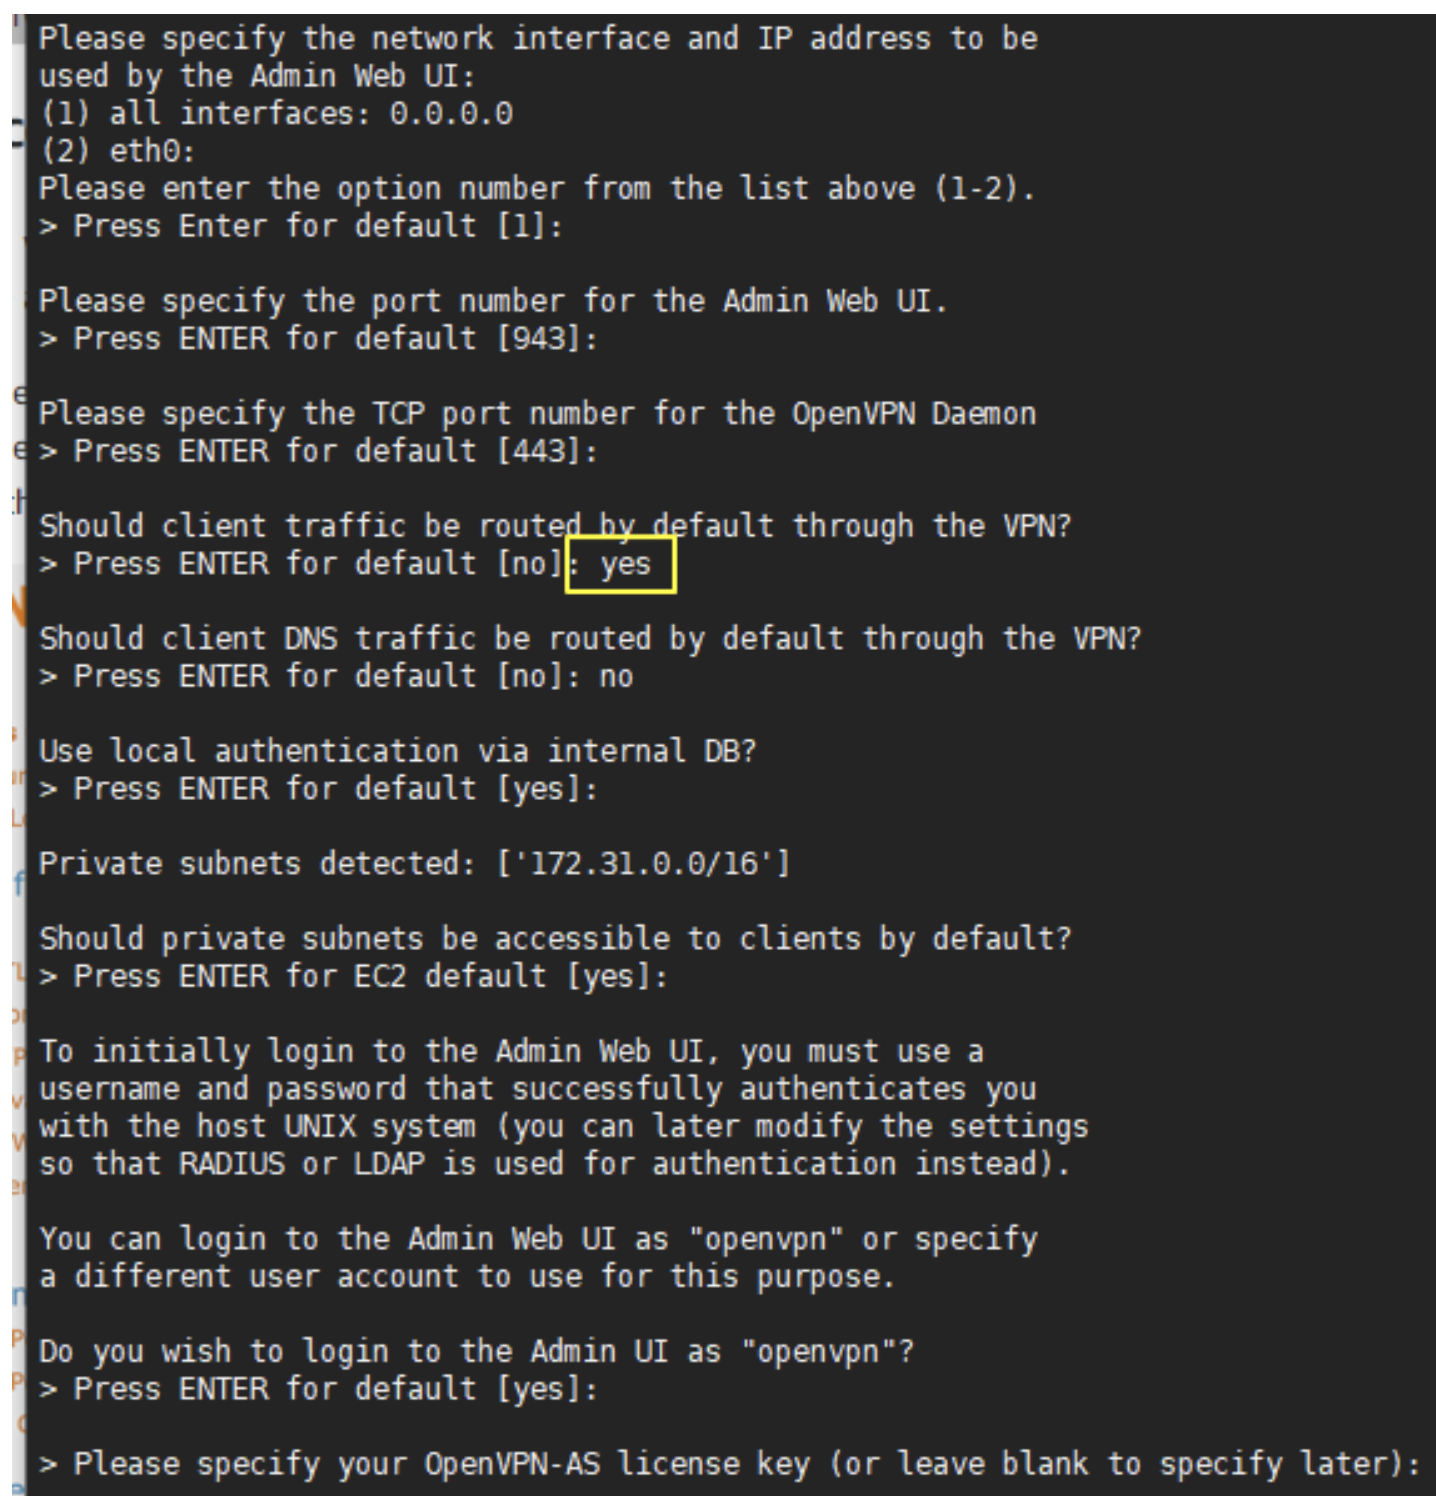 Please specify the network interface and IP address to be
used by the Admin Web UI:
(1) all interfaces: 0.0.0.0
(2) eth0:
Please enter the option number from the list above (1-2).
> Press Enter for default [1]:
Please specify the port number for the Admin Web UI.
> Press ENTER for default [943]:
Please specify the TCP port number for the OpenVPN Daemon
> Press ENTER for default [443]:
Should client traffic be routed by default through the VPN?
> Press ENTER for default [no]: yes
Should client DNS traffic be routed by default through the VPN?
> Press ENTER for default [no]: no
Use local authentication via internal DB?
> Press ENTER for default [yes]:
Private subnets detected: ['172.31.0.0/16']
Should private subnets be accessible to clients by default?
> Press ENTER for EC2 default [yes]:
To initially login to the Admin Web UI, you must use a
username and password that successfully authenticates you
with the host UNIX system (you can later modify the settings
so that RADIUS or LDAP is used for authentication instead).
You can login to the Admin Web UI as "openvpn" or specify
a different user account to use for this purpose.
Do you wish to login to the Admin UI as "openvpn"?
> Press ENTER for default [yes]:
> Please specify your OpenVPN-AS license key (or leave blank to specify later):